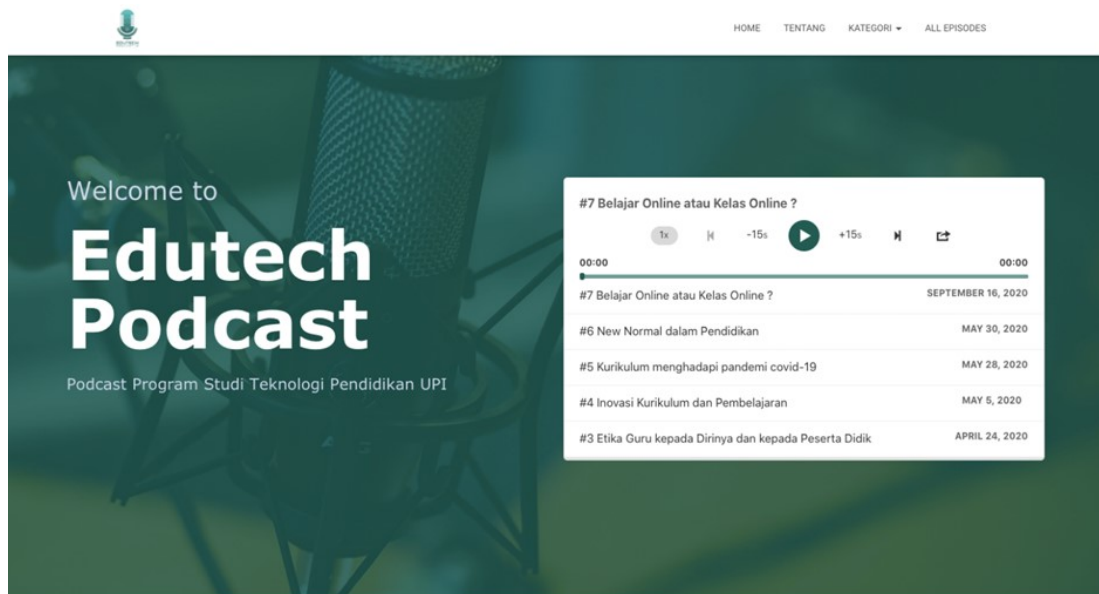 EDUTECH
HOME TENTANG KATEGORI ALL EPISODES
Welcome to
Edutech
Podcast
Podcast Program Studi Teknologi Pendidikan UPI
#7 Belajar Online atau Kelas Online ?
1x -15s +15s
00:00 00:00
#7 Belajar Online atau Kelas Online ? SEPTEMBER 16, 2020
#6 New Normal dalam Pendidikan MAY 30, 2020
#5 Kurikulum menghadapi pandemi covid-19 MAY 28, 2020
#4 Inovasi Kurikulum dan Pembelajaran MAY 5, 2020
#3 Etika Guru kepada Dirinya dan kepada Peserta Didik APRIL 24, 2020